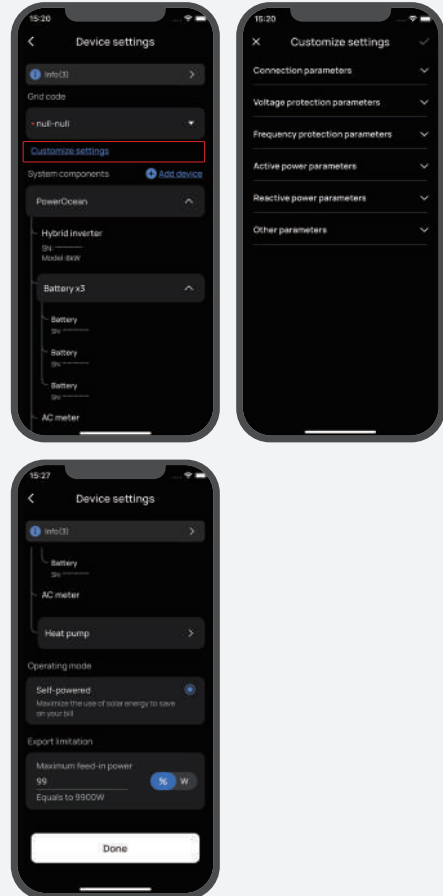 15:20
Device settings
Info(3)
Grid code
null-null
Customize settings
System components
Add device
PowerOcean
Hybrid inverter
SN:
Model: 6kW
Battery x3
Battery
SN:
Battery
SN:
Battery
SN:
AC meter
15:20
Customize settings
Connection parameters
Voltage protection parameters
Frequency protection parameters
Active power parameters
Reactive power parameters
Other parameters
15:27
Device settings
Info(3)
Battery
SN:
AC meter
Heat pump
Operating mode
Self-powered
Maximize the use of solar energy to save
on your bill
Export limitation
Maximum feed-in power
99
% W
Equals to 9900W
Done